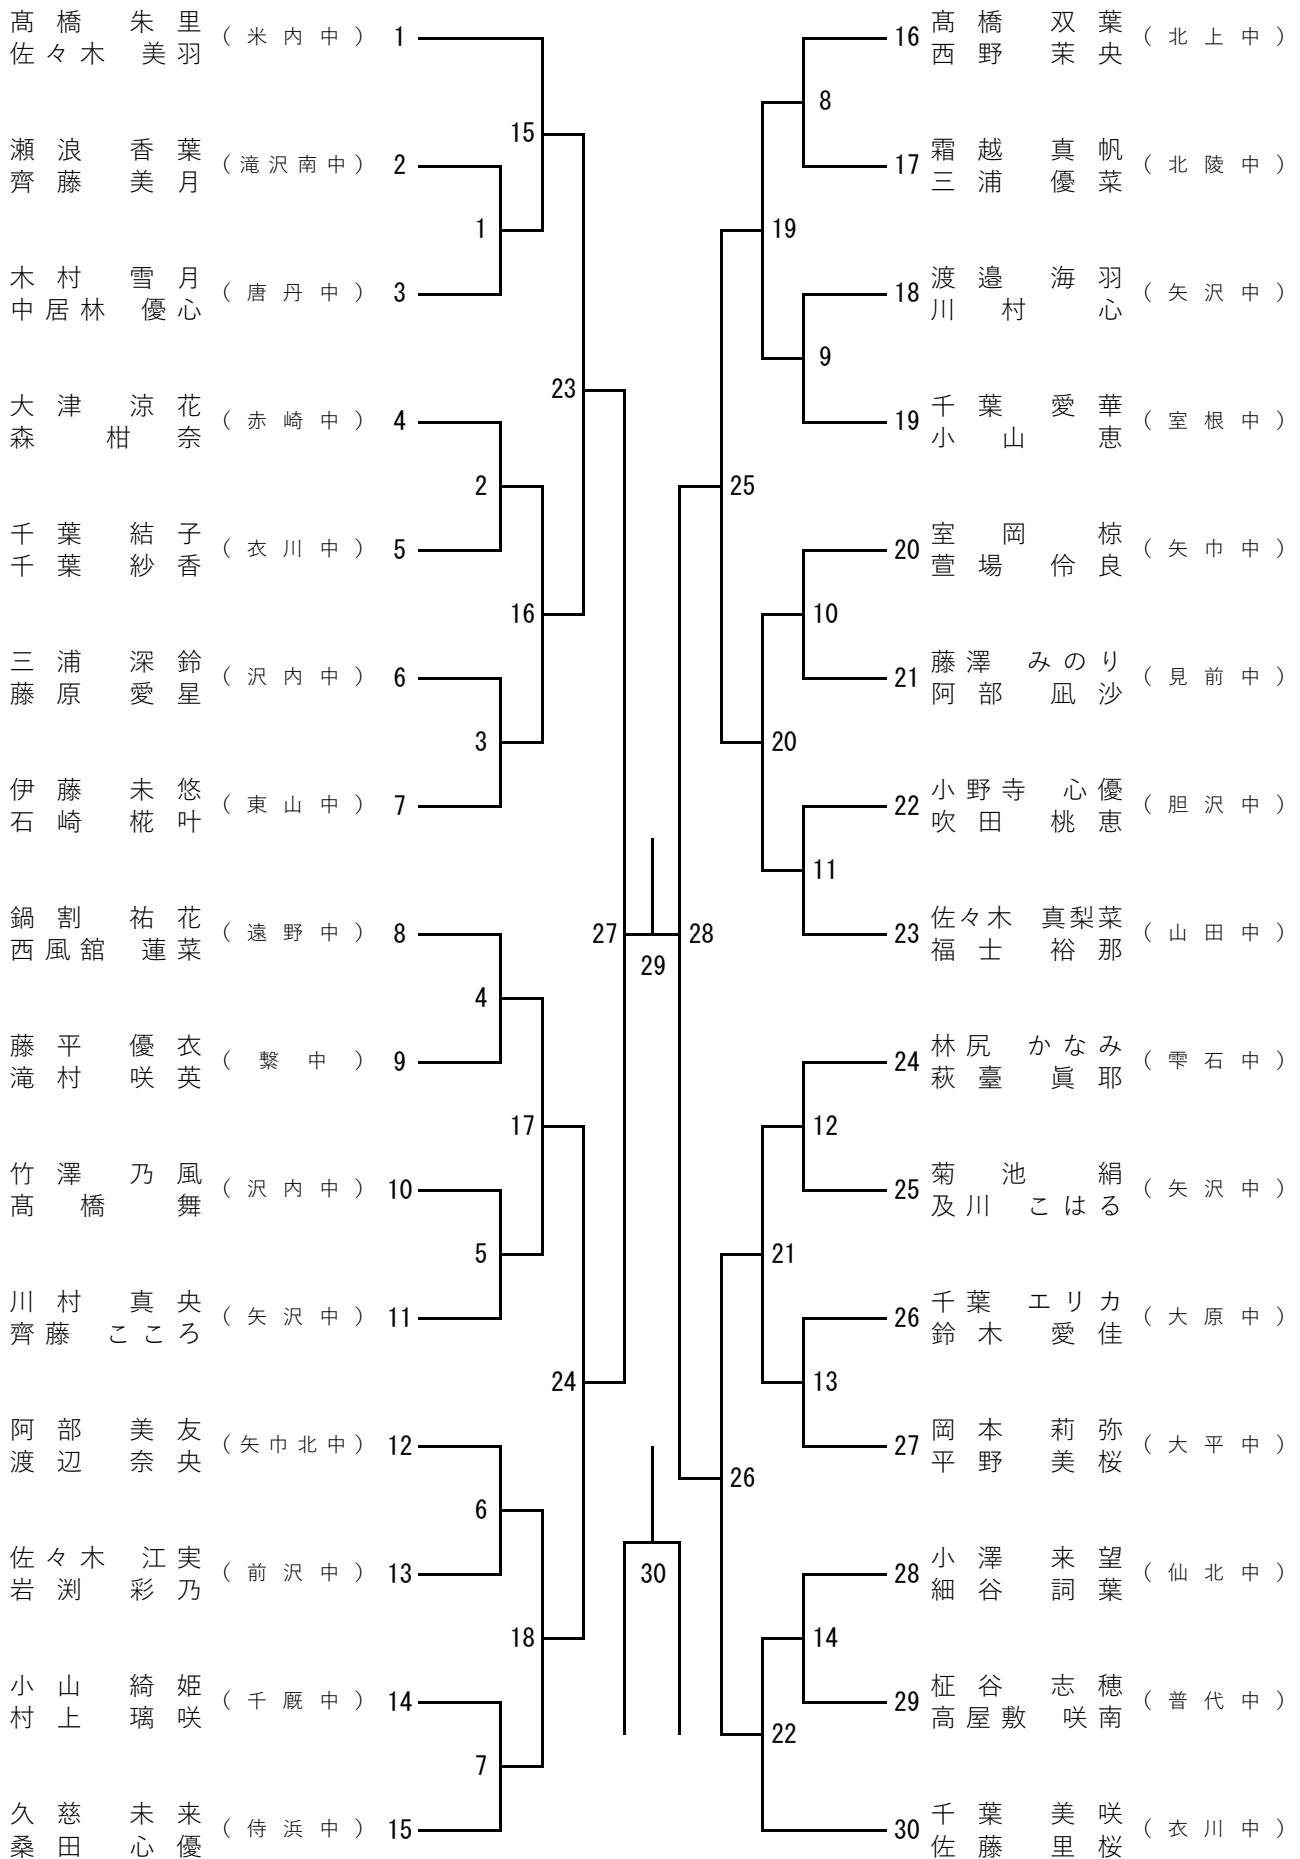 髙橋 朱里
佐々木 美羽
（米内中） 1
瀬浪 香葉
齊藤 美月
（滝沢南中） 2
木村 雪月
中居林 優心
（唐丹中） 3
大津 涼花
森 柑奈
（赤崎中） 4
千葉 結子
千葉 紗香
（衣川中） 5
三浦 深鈴
藤原 愛星
（沢内中） 6
伊藤 未悠
石崎 椛叶
（東山中） 7
鍋割 祐花
西風舘 蓮菜
（遠野中） 8
藤平 優衣
滝村 咲英
（繋中） 9
竹澤 乃風
髙橋 舞
（沢内中） 10
川村 真央
齊藤 こころ
（矢沢中） 11
阿部 美友
渡辺 奈央
（矢巾北中） 12
佐々木 江実
岩渕 彩乃
（前沢中） 13
小山 綺姫
村上 璃咲
（千厩中） 14
久慈 未来
桑田 心優
（侍浜中） 15
1
2
3
4
5
6
7
15
16
17
18
23
24
27
29
30
28
25
26
19
20
21
22
8
9
10
11
12
13
14
16 髙橋 双葉
西野 茉央
（北上中）
17 霜越 真帆
三浦 優菜
（北陵中）
18 渡邉 海羽
川村 心
（矢沢中）
19 千葉 愛華
小山 恵
（室根中）
20 室岡 椋
萱場 伶良
（矢巾中）
21 藤澤 みのり
阿部 凪沙
（見前中）
22 小野寺 心優
吹田 桃恵
（胆沢中）
23 佐々木 真梨菜
福士 裕那
（山田中）
24 林尻 かなみ
萩臺 眞耶
（雫石中）
25 菊池 絹
及川 こはる
（矢沢中）
26 千葉 エリカ
鈴木 愛佳
（大原中）
27 岡本 莉弥
平野 美桜
（大平中）
28 小澤 来望
細谷 詞葉
（仙北中）
29 柾谷 志穂
高屋敷 咲南
（普代中）
30 千葉 美咲
佐藤 里桜
（衣川中）